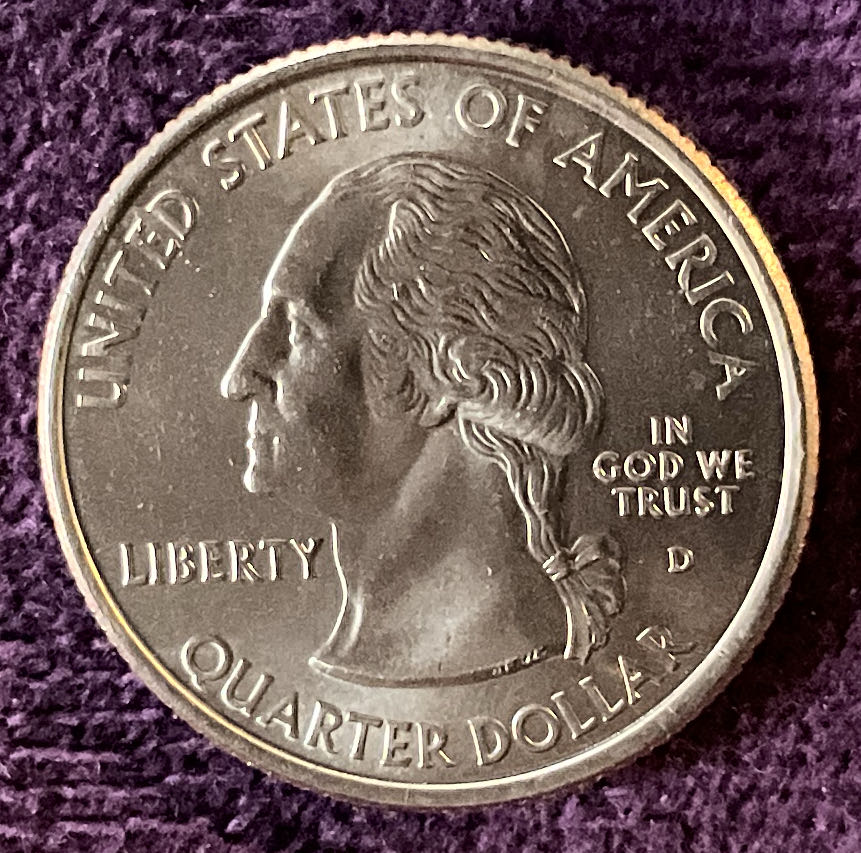 UNITED STATES OF AMERICA
IN
GOD WE
TRUST
LIBERTY
D
QUARTER DOLLAR